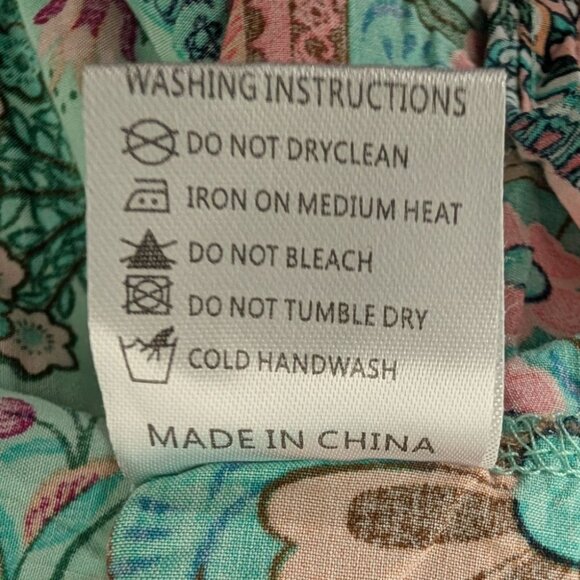 WASHING INSTRUCTIONS
DO NOT DRYCLEAN
IRON ON MEDIUM HEAT
DO NOT BLEACH
DO NOT TUMBLE DRY
COLD HANDWASH
MADE IN CHINA